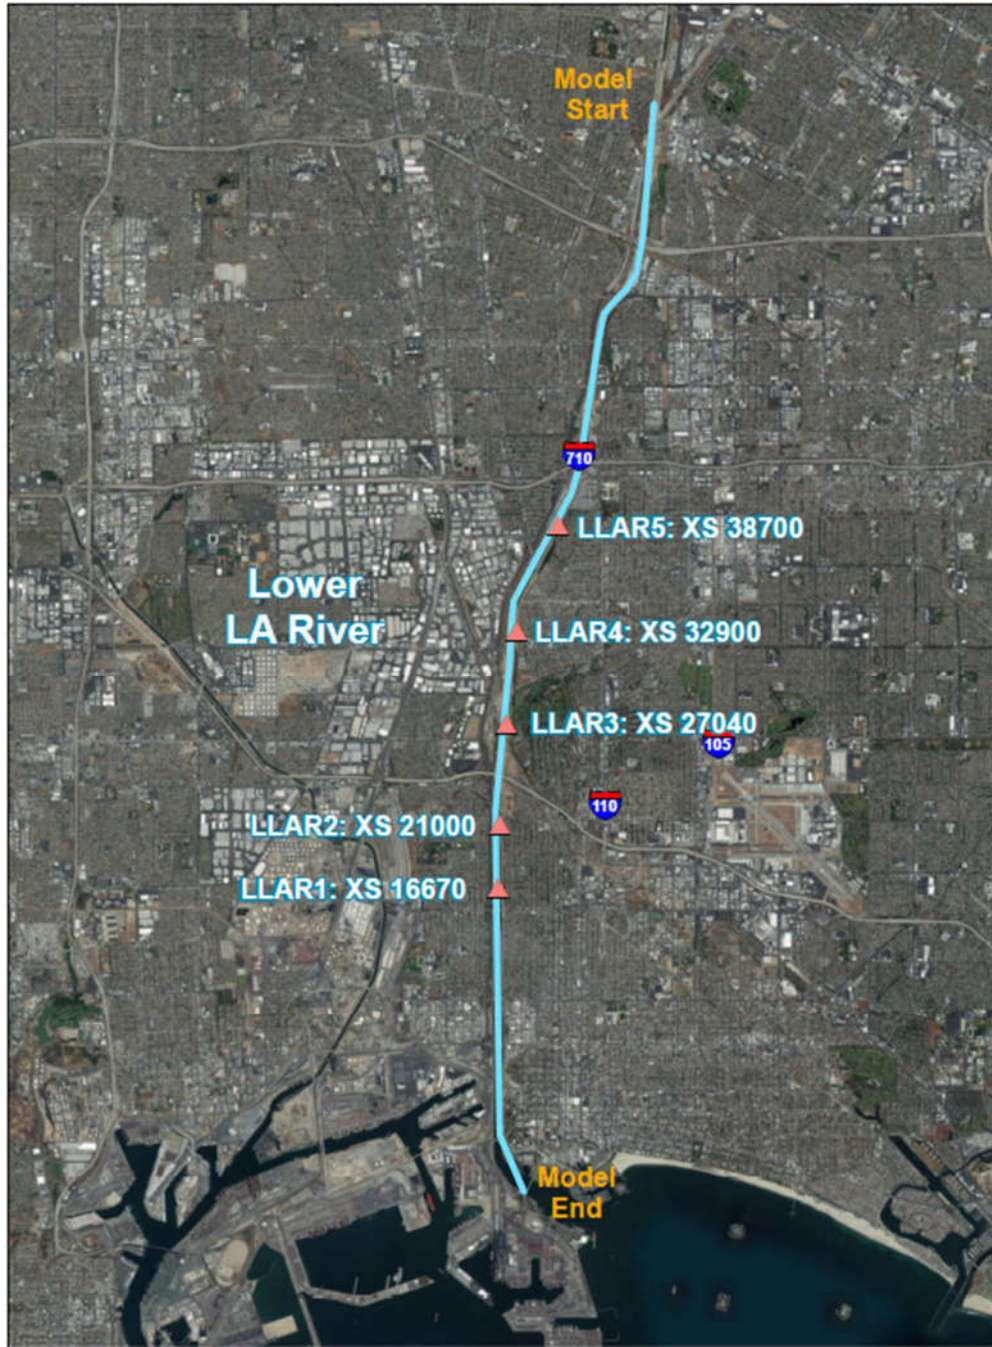 Model
Start
710
LLAR5: XS 38700
Lower
LA River
LLAR4: XS 32900
LLAR3: XS 27040
105
110
LLAR2: XS 21000
LLAR1: XS 16670
Model
End